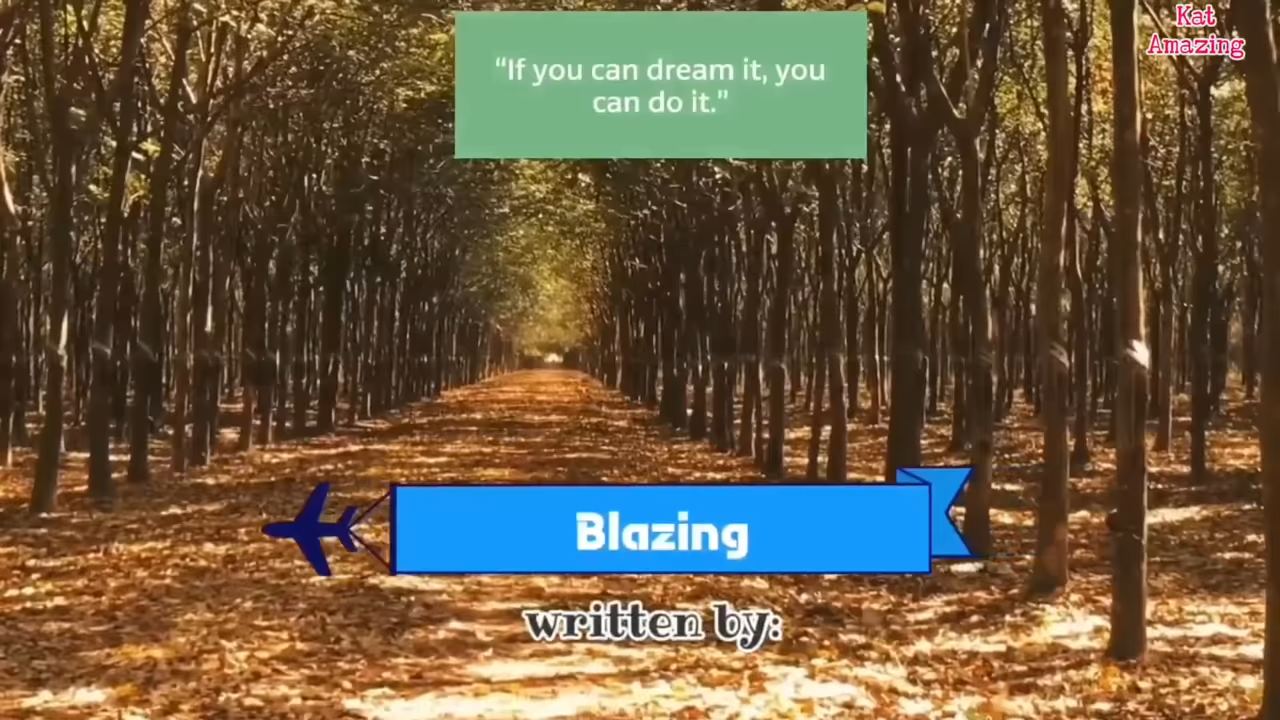 Kat
Amazing
“If you can dream it, you
can do it.”
Blazing
written by: